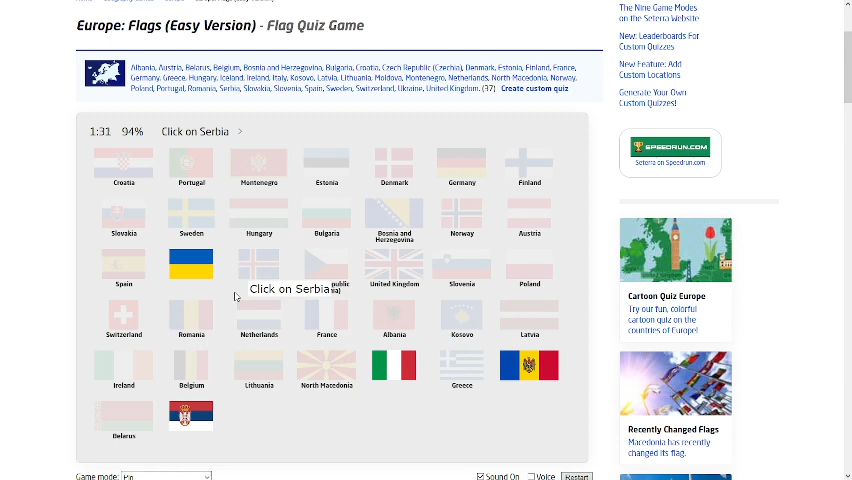 The Nine Game Modes
on the Seterra Website
Europe: Flags (Easy Version) - Flag Quiz Game
New: Leaderboards For
Custom Quizzes
New Feature: Add
Custom Locations
Albania, Austria, Belarus, Belgium, Bosnia and Herzegovina, Bulgaria, Croatia, Czech Republic (Czechia), Denmark, Estonia, Finland, France,
Germany, Greece, Hungary, Iceland, Ireland, Italy, Kosovo, Latvia, Lithuania, Moldova, Montenegro, Netherlands, North Macedonia, Norway,
Poland, Portugal, Romania, Serbia, Slovakia, Slovenia, Spain, Sweden, Switzerland, Ukraine, United Kingdom. (37) Create custom quiz
Generate Your Own
Custom Quizzes!
1:31 94% Click on Serbia >
SPEEDRUN.COM
Seterra on Speedrun.com
Croatia Portugal Montenegro Estonia Denmark Germany Finland
Slovakia Sweden Hungary Bulgaria Bosnia and Herzegovina Norway Austria
Spain public United Kingdom Slovenia Poland
Click on Serbia
Switzerland Romania Netherlands France Albania Kosovo Latvia
Ireland Belgium Lithuania North Macedonia Greece
Belarus
Cartoon Quiz Europe
Try our fun, colorful
cartoon quiz on the
countries of Europe!
Recently Changed Flags
Macedonia has recently
changed its flag.
Game mode: Pin Sound On Voice Restart